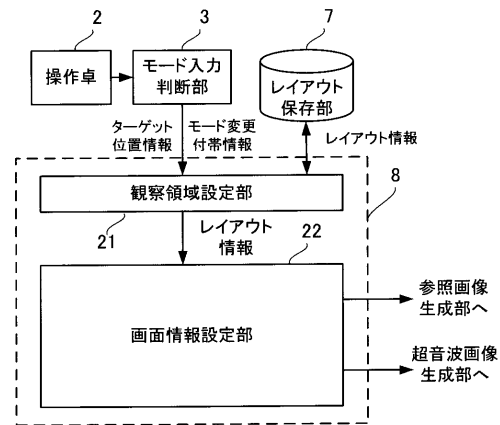 2
3
7
操作卓
モード入力
判断部
レイアウト
保存部
ターゲット
位置情報
モード変更
付帯情報
レイアウト情報
8
観察領域設定部
21
レイアウト
情報
22
画面情報設定部
参照画像
生成部へ
超音波画像
生成部へ